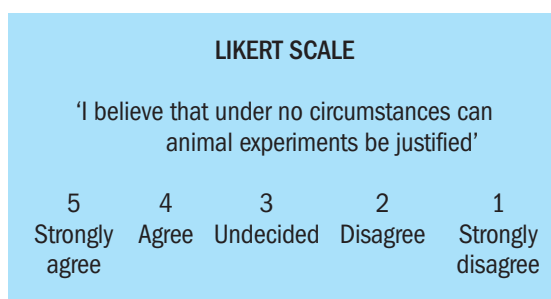 LIKERT SCALE
‘I believe that under no circumstances can
animal experiments be justified’
5 4 3 2 1
Strongly Agree Undecided Disagree Strongly
agree disagree